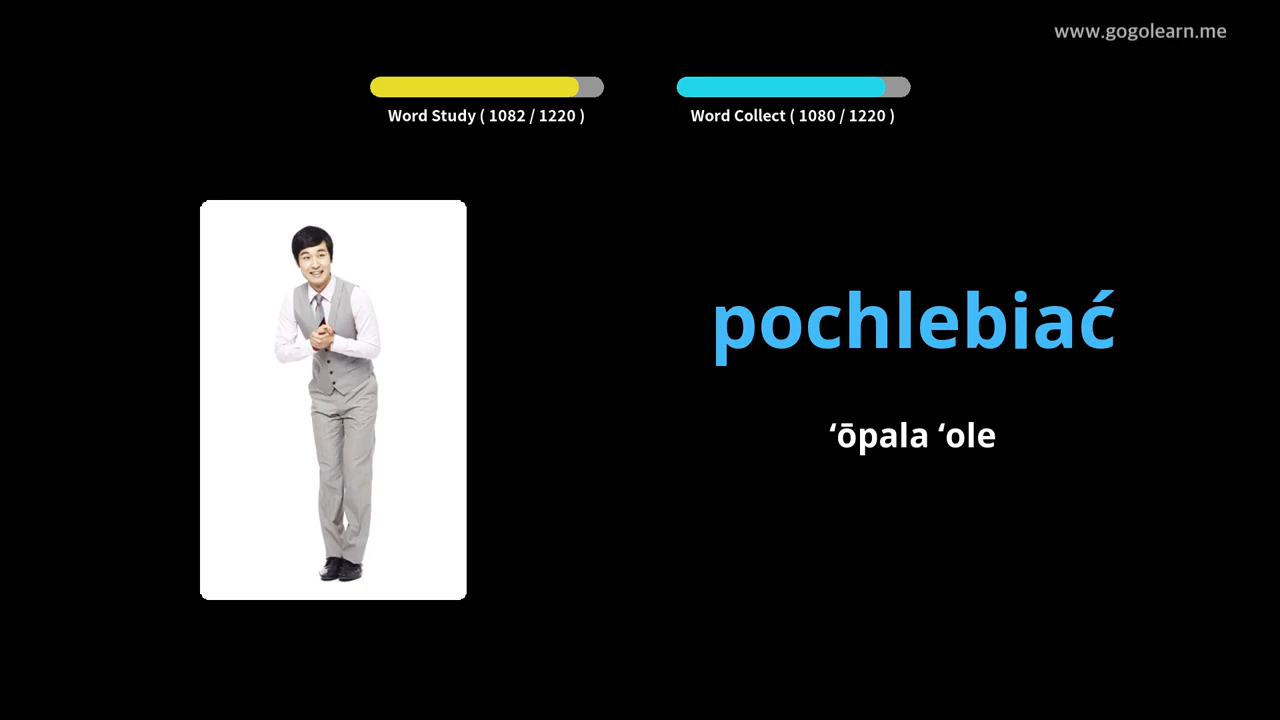 www.gogolearn.me
Word Study ( 1082 / 1220 )
Word Collect ( 1080 / 1220 )
pochlebiać
ʻōpala ʻole